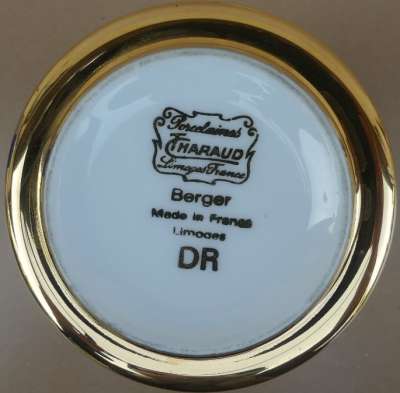 Porcelaines
THARAUD
Limoges France
Berger
Made in France
Limoges
DR